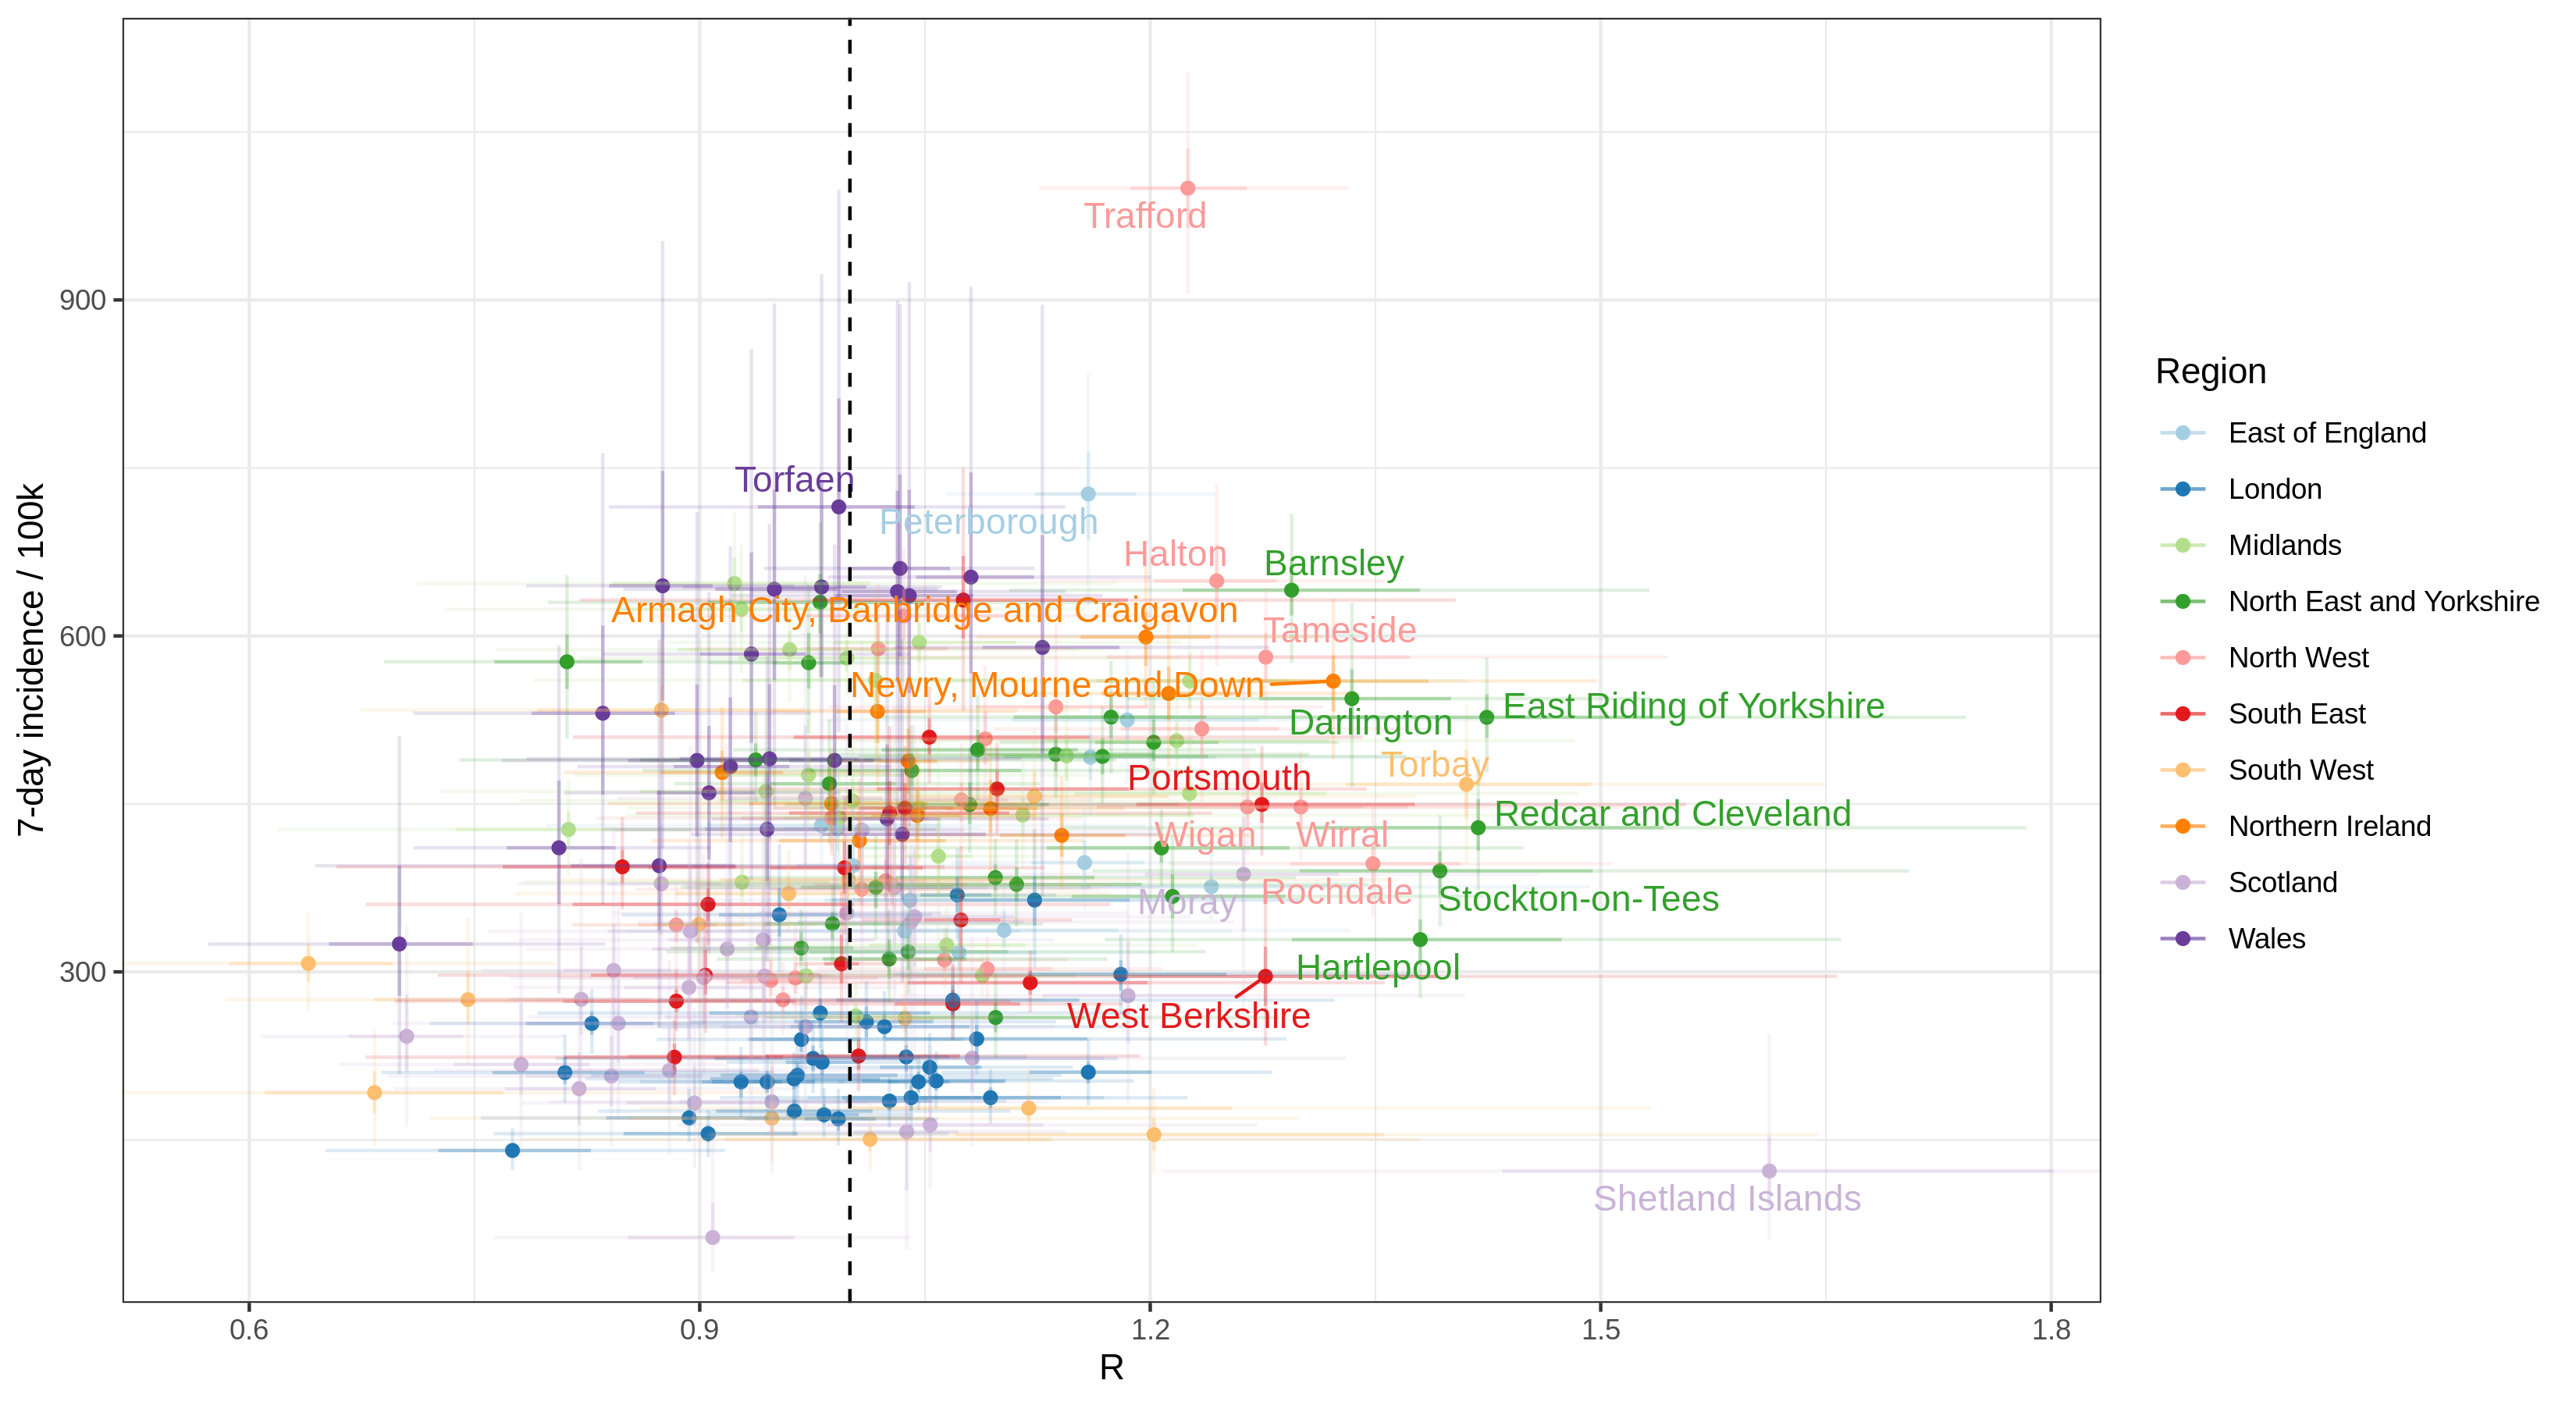 Trafford
900
Torfaen
Peterborough
Halton
Barnsley
Armagh City, Banbridge and Craigavon
600
Tameside
Newry, Mourne and Down
East Riding of Yorkshire
Darlington
Torbay
Portsmouth
Redcar and Cleveland
Wigan
Wirral
Rochdale
Moray
Stockton-on-Tees
300
Hartlepool
West Berkshire
Shetland Islands
0.6
0.9
1.2
1.5
1.8
R
7-day incidence / 100k
Region
East of England
London
Midlands
North East and Yorkshire
North West
South East
South West
Northern Ireland
Scotland
Wales